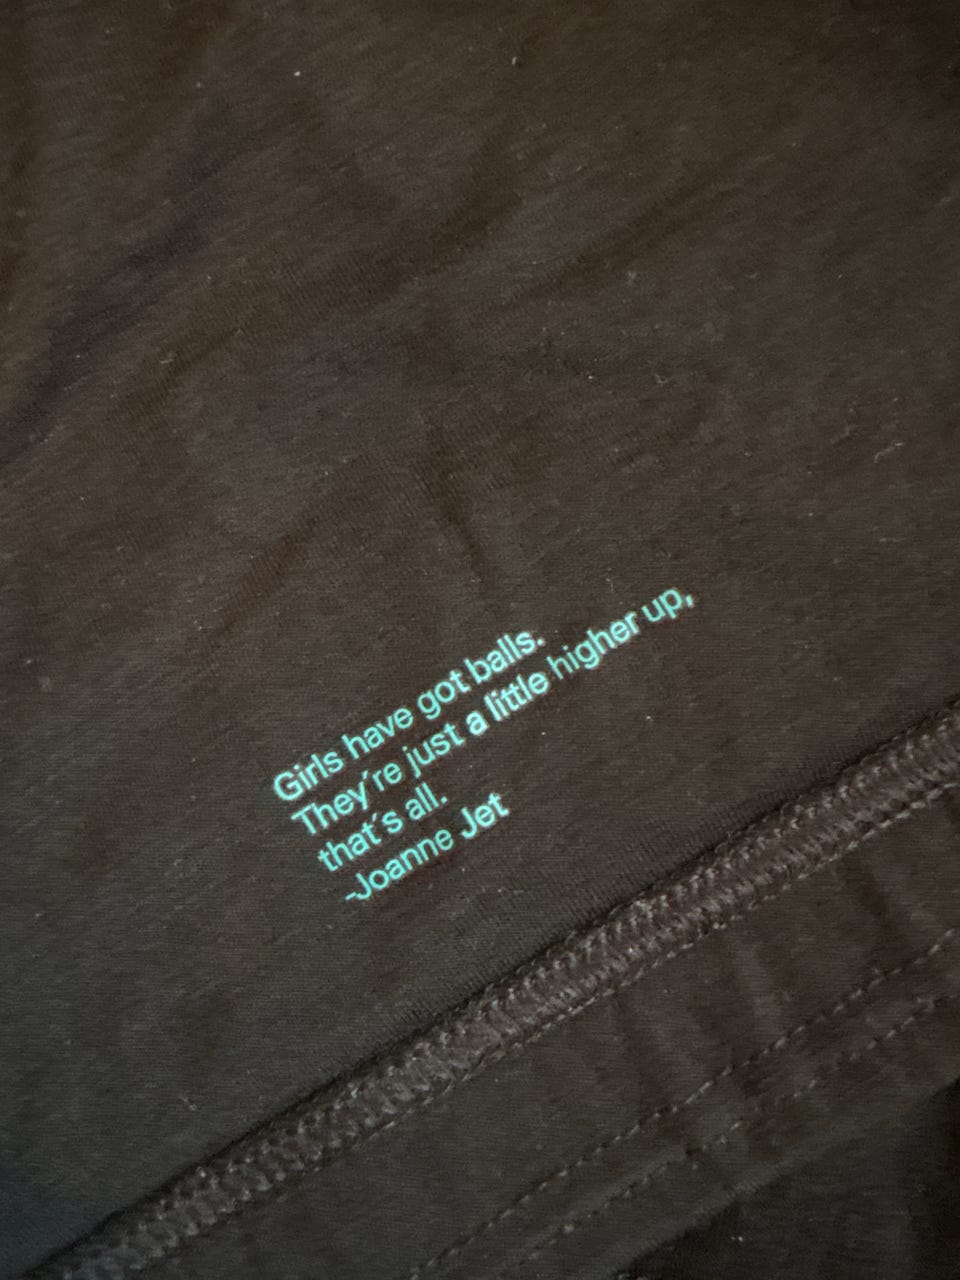 Girls have got balls.
They´re just a little higher up,
that´s all.
-Joanne Jet